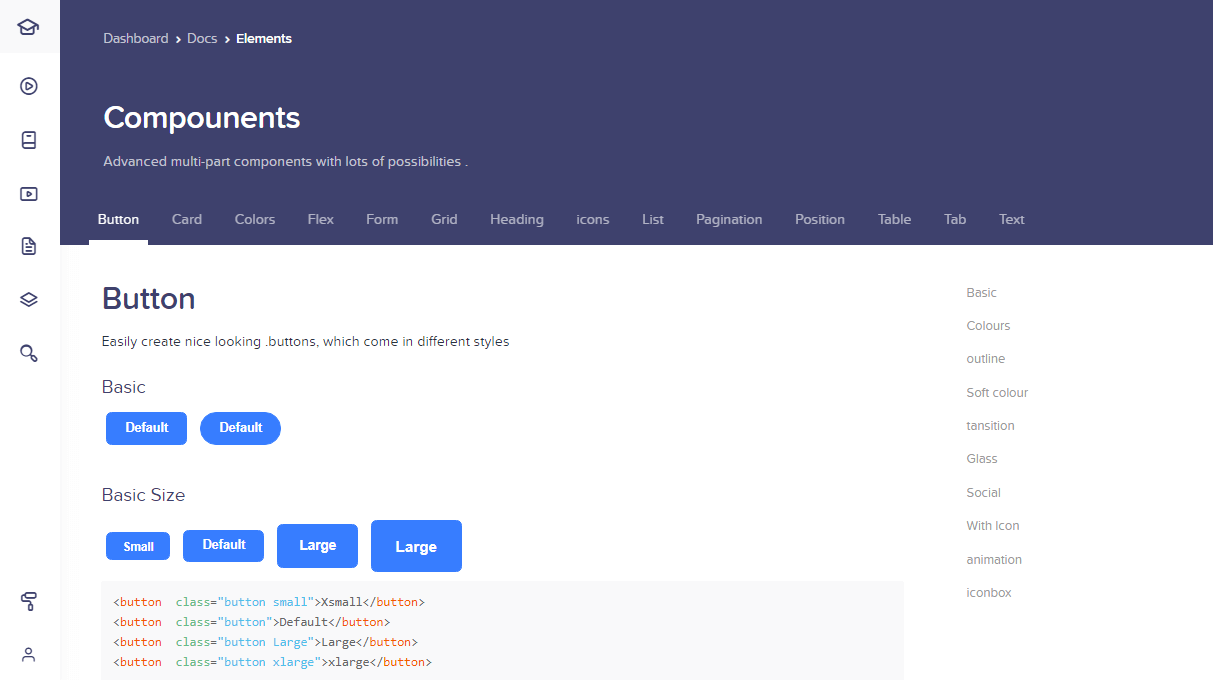 Dashboard › Docs › Elements
Compounents
Advanced multi-part components with lots of possibilities .
Button Card Colors Flex Form Grid Heading icons List Pagination Position Table Tab Text
Button
Easily create nice looking .buttons, which come in different styles
Basic
Default Default
Basic Size
Small Default Large Large
<button  class="button small">Xsmall</button>
<button  class="button">Default</button>
<button  class="button Large">Large</button>
<button  class="button xlarge">xlarge</button>
Basic
Colours
outline
Soft colour
tansition
Glass
Social
With Icon
animation
iconbox